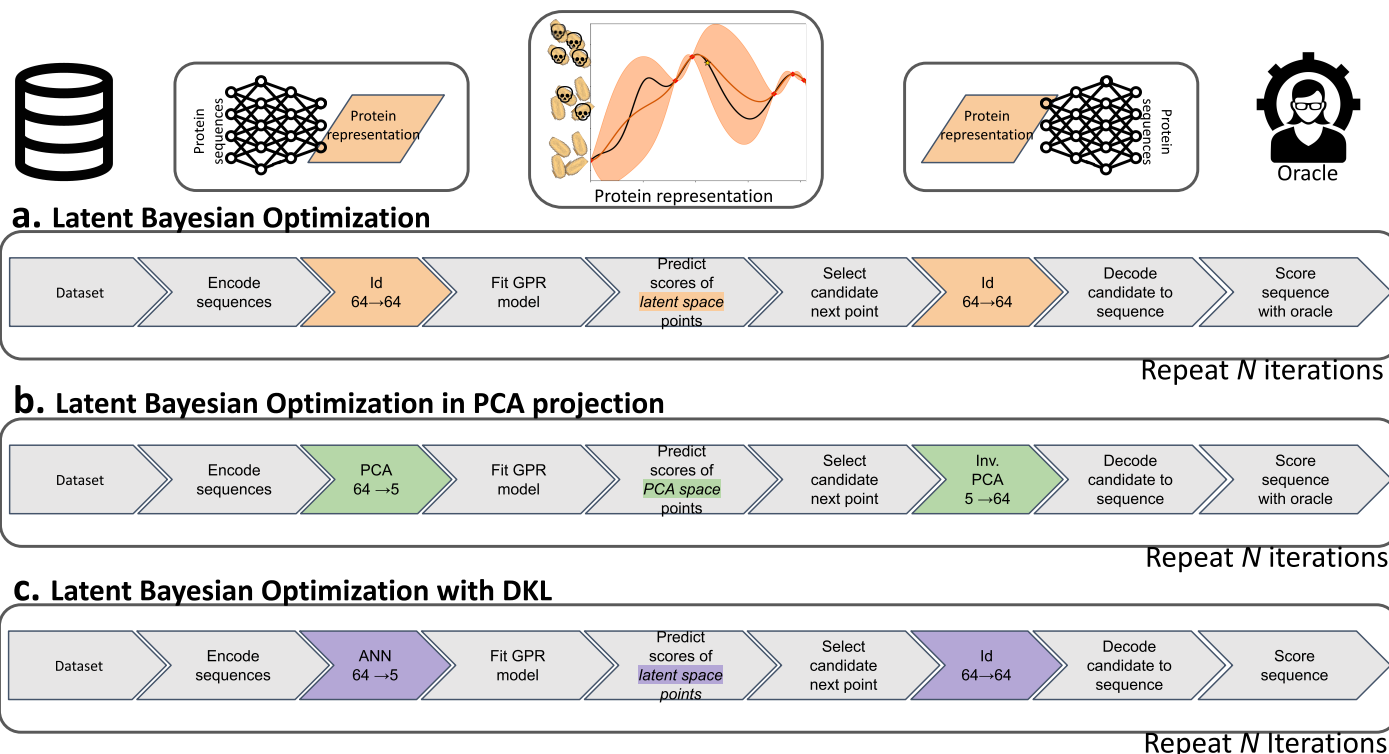 Protein
sequences
Protein
representation
Protein representation
Protein
representation
Protein
sequences
Oracle
a. Latent Bayesian Optimization
Dataset
Encode
sequences
Id
64→64
Fit GPR
model
Predict
scores of
latent space
points
Select
candidate
next point
Id
64→64
Decode
candidate to
sequence
Score
sequence
with oracle
Repeat N iterations
b. Latent Bayesian Optimization in PCA projection
Dataset
Encode
sequences
PCA
64 →5
Fit GPR
model
Predict
scores of
PCA space
points
Select
candidate
next point
Inv.
PCA
5 →64
Decode
candidate to
sequence
Score
sequence
with oracle
Repeat N iterations
c. Latent Bayesian Optimization with DKL
Dataset
Encode
sequences
ANN
64 →5
Fit GPR
model
Predict
scores of
latent space
points
Select
candidate
next point
Id
64→64
Decode
candidate to
sequence
Score
sequence
Repeat N Iterations